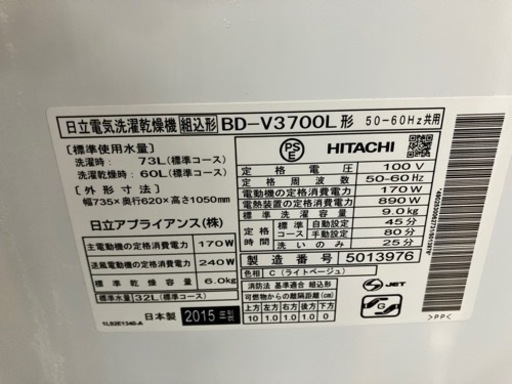 日立電気洗濯乾燥機 組込形 BD-V3700L形 50-60Hz共用
[標準使用水量]
洗濯時: 73L(標準コース)
洗濯乾燥時: 60L(標準コース)
[外形寸法]
幅735×奥行620×高さ1050mm
日立アプライアンス(株)
主電動機の定格消費電力 170W
送風電動機の定格消費電力 240W
標準乾燥容量 6.0kg
標準水量 32L(標準コース)
1L92E1340-A
日本製 2015年製
PS
E
HITACHI
定格電圧 100V
定格周波数 50-60Hz
電動機の定格消費電力 170W
電熱装置の定格消費電力 890W
標準洗濯容量 9.0kg
定格時間 標準コース 自動設定 45分
手動設定 80分
洗いのみ 25分
製造番号 5013976
色相 C(ライトベージュ)
消防法 基準適合 組込形
可燃物からの離隔距離(cm)
上方 左方 右方 前方 後方 下方
10 1.0 1.0 1.0 0
S JET
G
>PP<